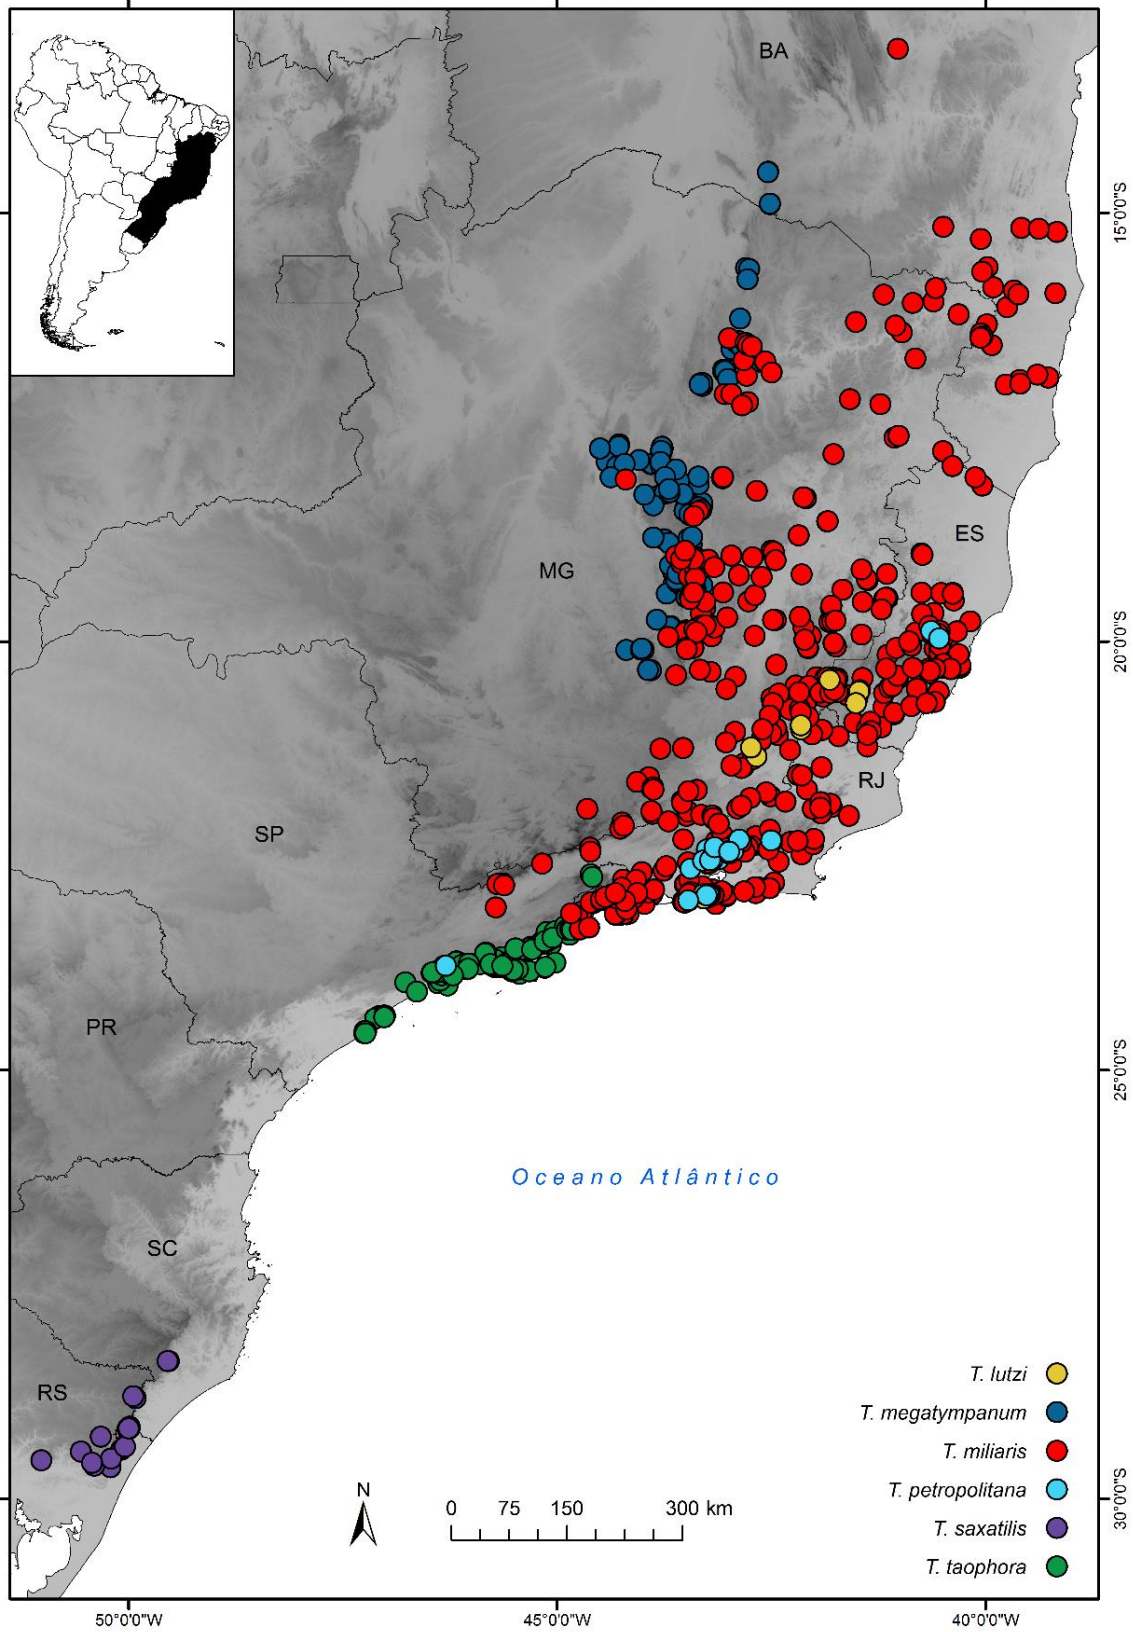 BA
15°0'0"S
MG
ES
20°0'0"S
RJ
SP
PR
25°0'0"S
Oceano Atlântico
SC
RS
T. lutzi
T. megatympanum
T. miliaris
T. petropolitana
T. saxatilis
T. taophora
N
0 75 150 300 km
30°0'0"S
50°0'0"W 45°0'0"W 40°0'0"W